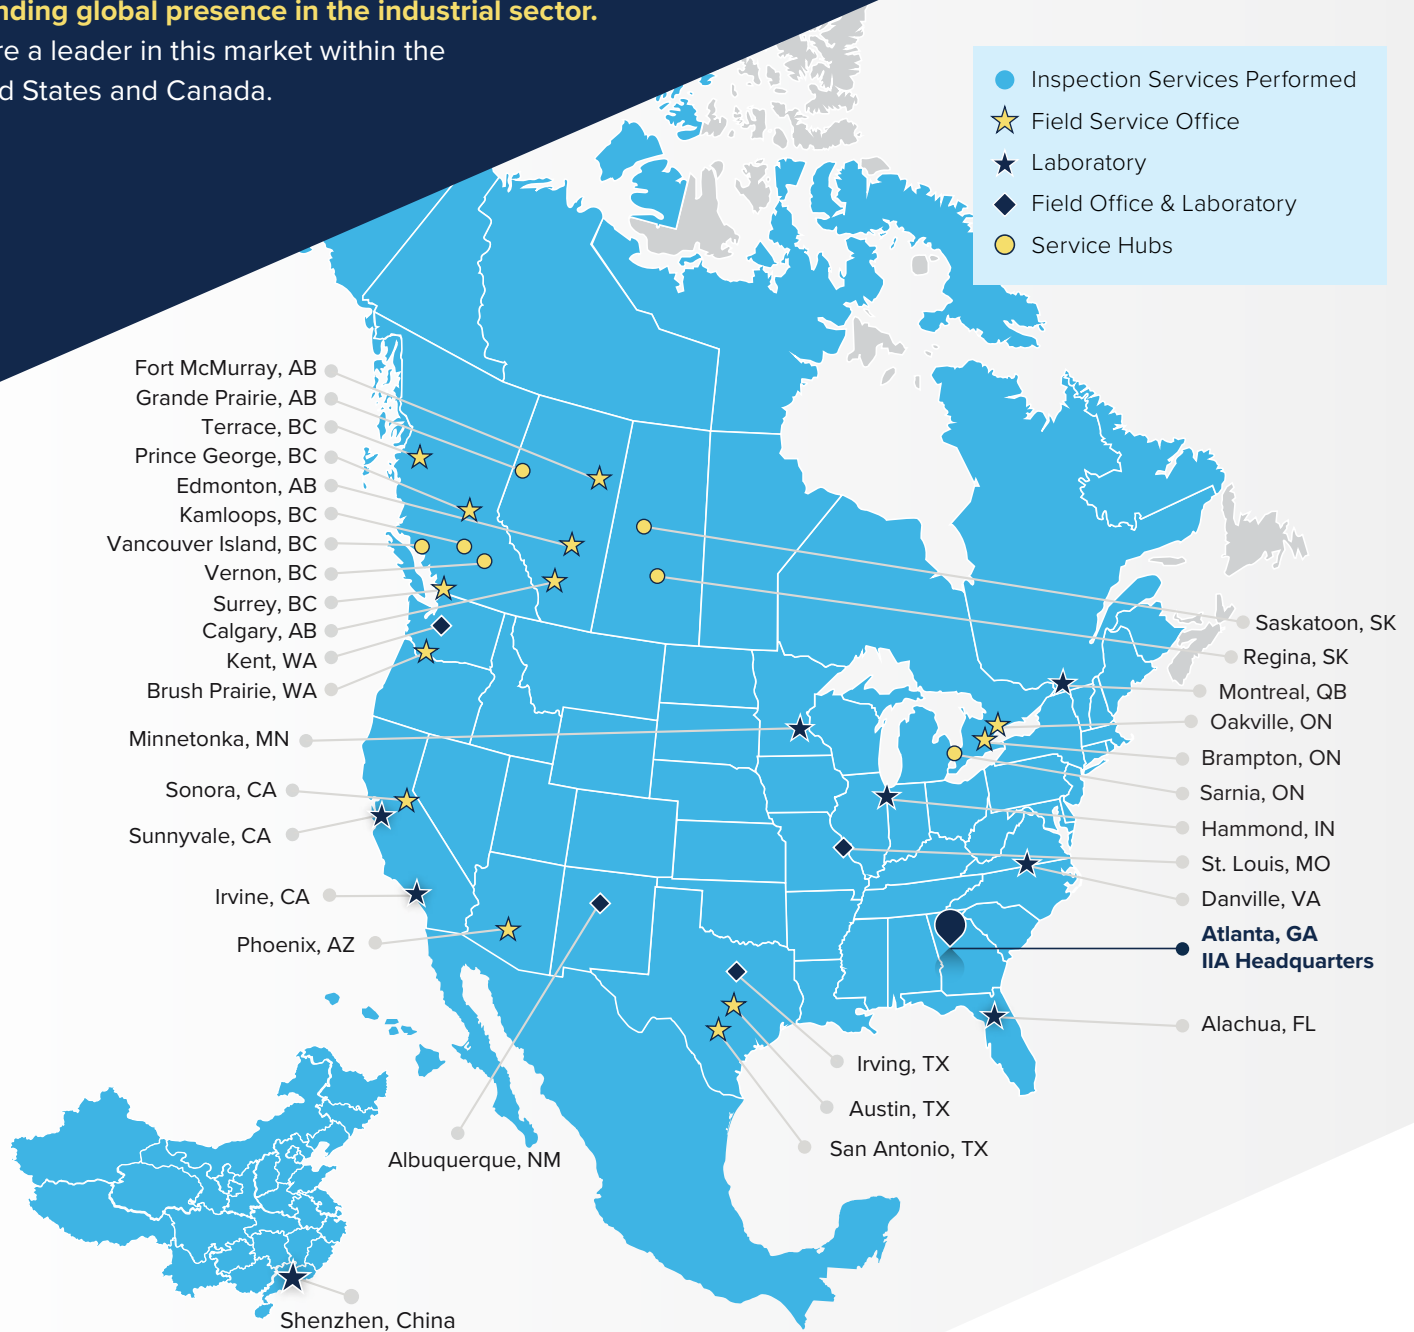 nding global presence in the industrial sector.
re a leader in this market within the
d States and Canada.
Inspection Services Performed
Field Service Office
Laboratory
Field Office & Laboratory
Service Hubs
Fort McMurray, AB
Grande Prairie, AB
Terrace, BC
Prince George, BC
Edmonton, AB
Kamloops, BC
Vancouver Island, BC
Vernon, BC
Surrey, BC
Calgary, AB
Kent, WA
Brush Prairie, WA
Minnetonka, MN
Sonora, CA
Sunnyvale, CA
Irvine, CA
Phoenix, AZ
Saskatoon, SK
Regina, SK
Montreal, QB
Oakville, ON
Brampton, ON
Sarnia, ON
Hammond, IN
St. Louis, MO
Danville, VA
Atlanta, GA
IIA Headquarters
Alachua, FL
Irving, TX
Austin, TX
San Antonio, TX
Albuquerque, NM
Shenzhen, China